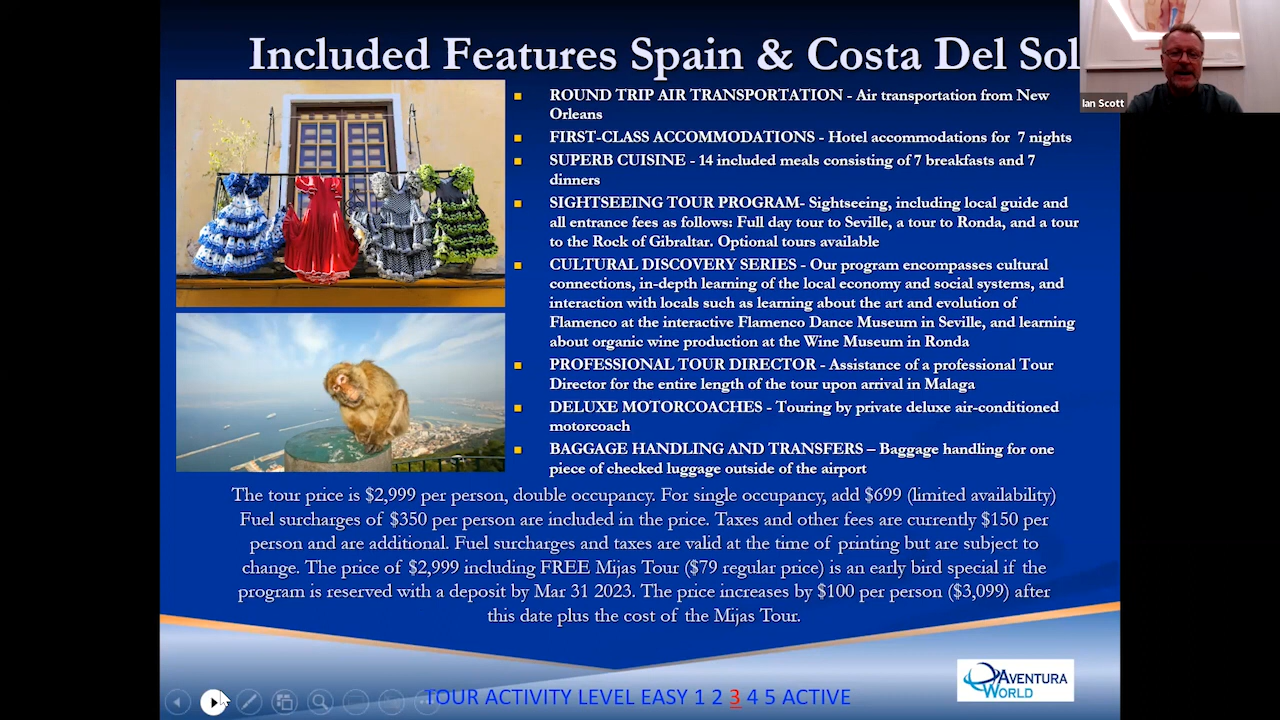 Included Features Spain & Costa Del Sol
Ian Scott
ROUND TRIP AIR TRANSPORTATION - Air transportation from New
Orleans
FIRST-CLASS ACCOMMODATIONS - Hotel accommodations for 7 nights
SUPERB CUISINE - 14 included meals consisting of 7 breakfasts and 7
dinners
SIGHTSEEING TOUR PROGRAM- Sightseeing, including local guide and
all entrance fees as follows: Full day tour to Seville, a tour to Ronda, and a tour
to the Rock of Gibraltar. Optional tours available
CULTURAL DISCOVERY SERIES - Our program encompasses cultural
connections, in-depth learning of the local economy and social systems, and
interaction with locals such as learning about the art and evolution of
Flamenco at the interactive Flamenco Dance Museum in Seville, and learning
about organic wine production at the Wine Museum in Ronda
PROFESSIONAL TOUR DIRECTOR - Assistance of a professional Tour
Director for the entire length of the tour upon arrival in Malaga
DELUXE MOTORCOACHES - Touring by private deluxe air-conditioned
motorcoach
BAGGAGE HANDLING AND TRANSFERS – Baggage handling for one
piece of checked luggage outside of the airport
The tour price is $2,999 per person, double occupancy. For single occupancy, add $699 (limited availability)
Fuel surcharges of $350 per person are included in the price. Taxes and other fees are currently $150 per
person and are additional. Fuel surcharges and taxes are valid at the time of printing but are subject to
change. The price of $2,999 including FREE Mijas Tour ($79 regular price) is an early bird special if the
program is reserved with a deposit by Mar 31 2023. The price increases by $100 per person ($3,099) after
this date plus the cost of the Mijas Tour.
TOUR ACTIVITY LEVEL EASY 1 2 3 4 5 ACTIVE
AVENTURA
WORLD